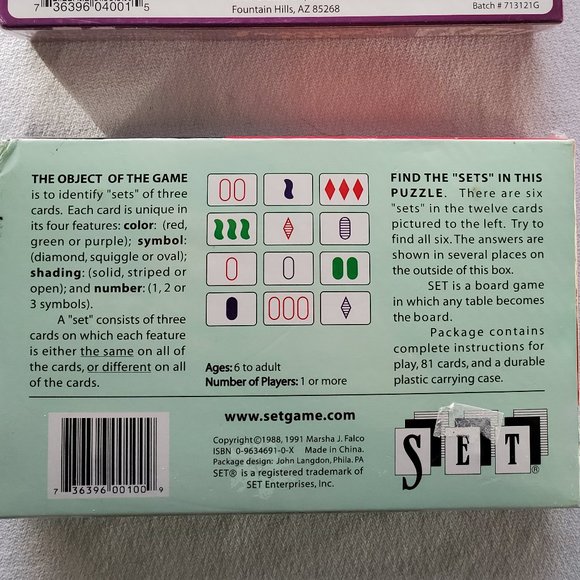 7 36396 04001 5
Fountain Hills, AZ 85268
Batch # 713121G
THE OBJECT OF THE GAME
is to identify "sets" of three
cards. Each card is unique in
its four features: color: (red,
green or purple); symbol:
(diamond, squiggle or oval);
shading: (solid, striped or
open); and number: (1, 2 or
3 symbols).
A "set" consists of three
cards on which each feature
is either the same on all of
the cards, or different on all
of the cards.
Ages: 6 to adult
Number of Players: 1 or more
FIND THE "SETS" IN THIS
PUZZLE. There are six
"sets" in the twelve cards
pictured to the left. Try to
find all six. The answers are
shown in several places on
the outside of this box.
SET is a board game
in which any table becomes
the board.
Package contains
complete instructions for
play, 81 cards, and a durable
plastic carrying case.
7 36396 00100 9
www.setgame.com
Copyright©1988, 1991 Marsha J. Falco
ISBN 0-9634691-0-X Made in China.
Package design: John Langdon, Phila. PA
SET® is a registered trademark of
SET Enterprises, Inc.
SET®